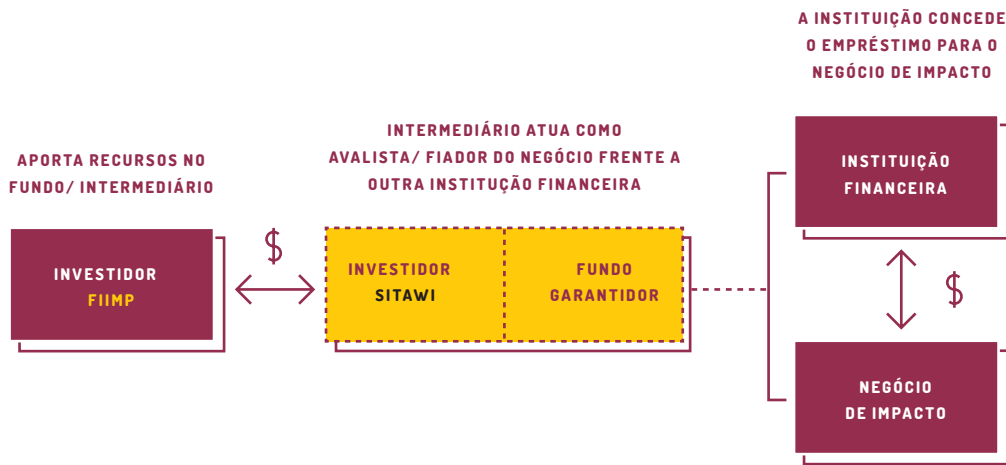 A INSTITUIÇÃO CONCEDE
O EMPRÉSTIMO PARA O
NEGÓCIO DE IMPACTO
INTERMEDIÁRIO ATUA COMO
AVALISTA/ FIADOR DO NEGÓCIO FRENTE A
OUTRA INSTITUÇÃO FINANCEIRA
APORTA RECURSOS NO
FUNDO/ INTERMEDIÁRIO
INVESTIDOR
FIIMP
$
INVESTIDOR
SITAWI
FUNDO
GARANTIDOR
INSTITUIÇÃO
FINANCEIRA
$
NEGÓCIO
DE IMPACTO